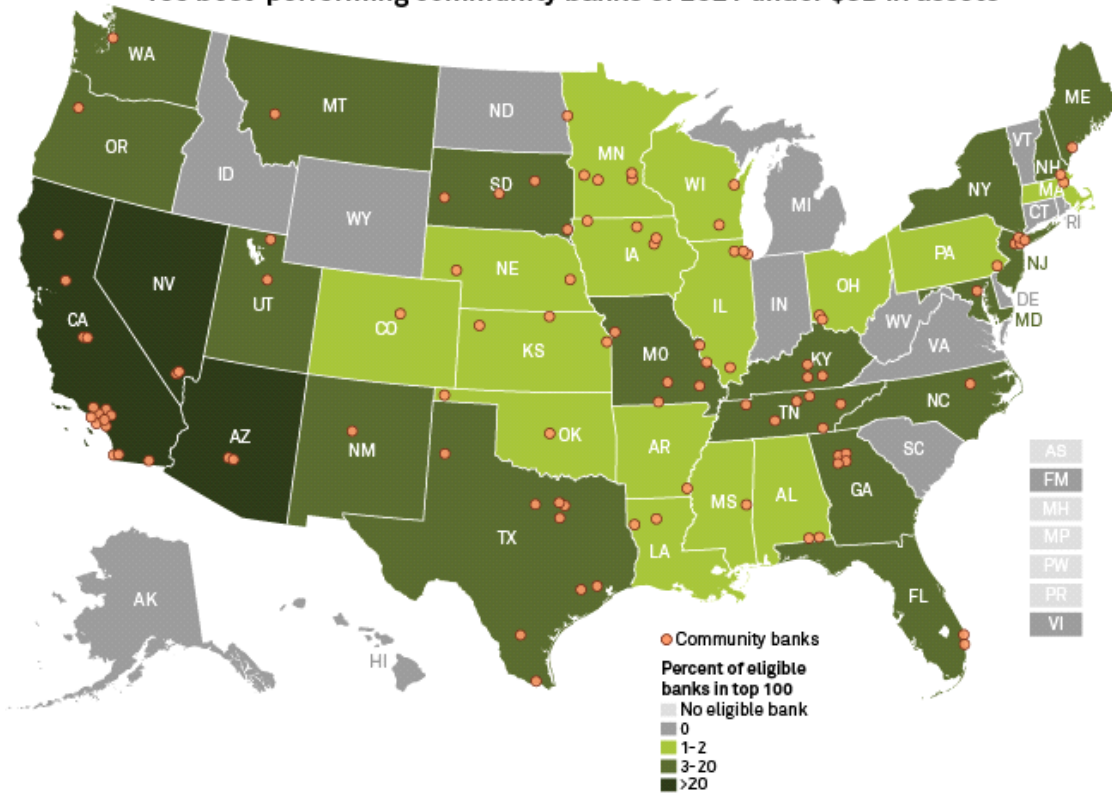 WA
MT
ND
OR
ID
SD
MN
WI
MI
WY
NE
IA
NV
UT
CO
KS
CA
AZ
NM
OK
TX
MO
IL
IN
OH
PA
NY
VT
NH
ME
MA
CT
RI
NJ
DE
MD
WV
VA
KY
TN
NC
SC
AR
MS
AL
GA
LA
FL
AK
HI
AS
FM
MH
MP
PW
PR
VI
Community banks
Percent of eligible
banks in top 100
No eligible bank
0
1-2
3-20
>20